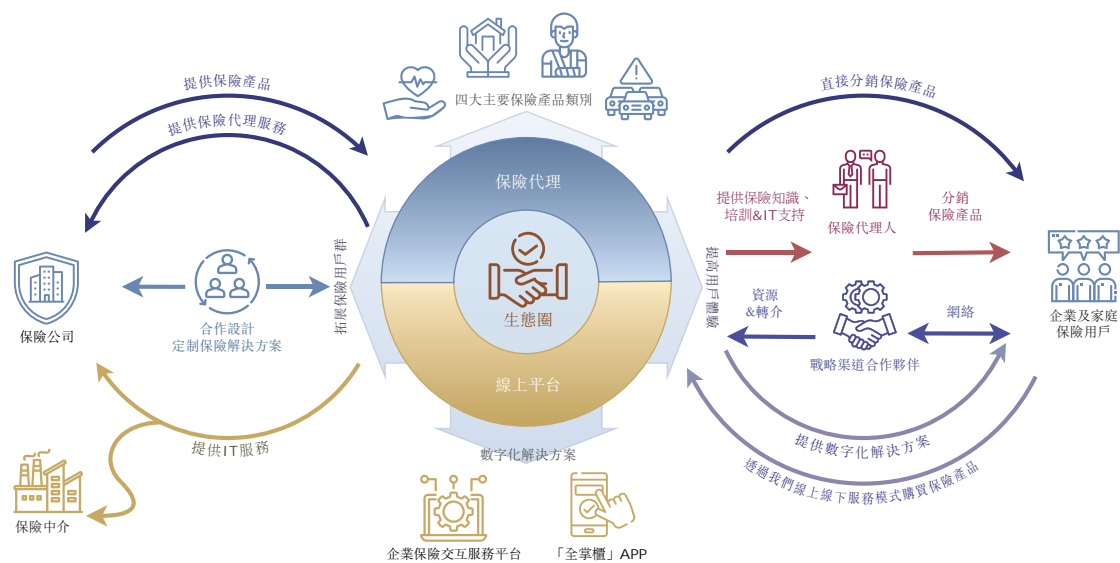 提供保險產品
提供保險代理服務
保險公司
合作設計
定制保險解決方案
提供IT服務
保險中介
四大主要保險產品類別
保險代理
生態圈
線上平台
拓展保險用戶群
提高用戶體驗
數字化解決方案
企業保險交互服務平台
「全掌櫃」APP
直接分銷保險產品
提供保險知識、
培訓&IT支持
保險代理人
分銷
保險產品
資源
&轉介
戰略渠道合作夥伴
網絡
企業及家庭
保險用戶
提供數字化解決方案
透過我們線上線下服務模式購買保險產品